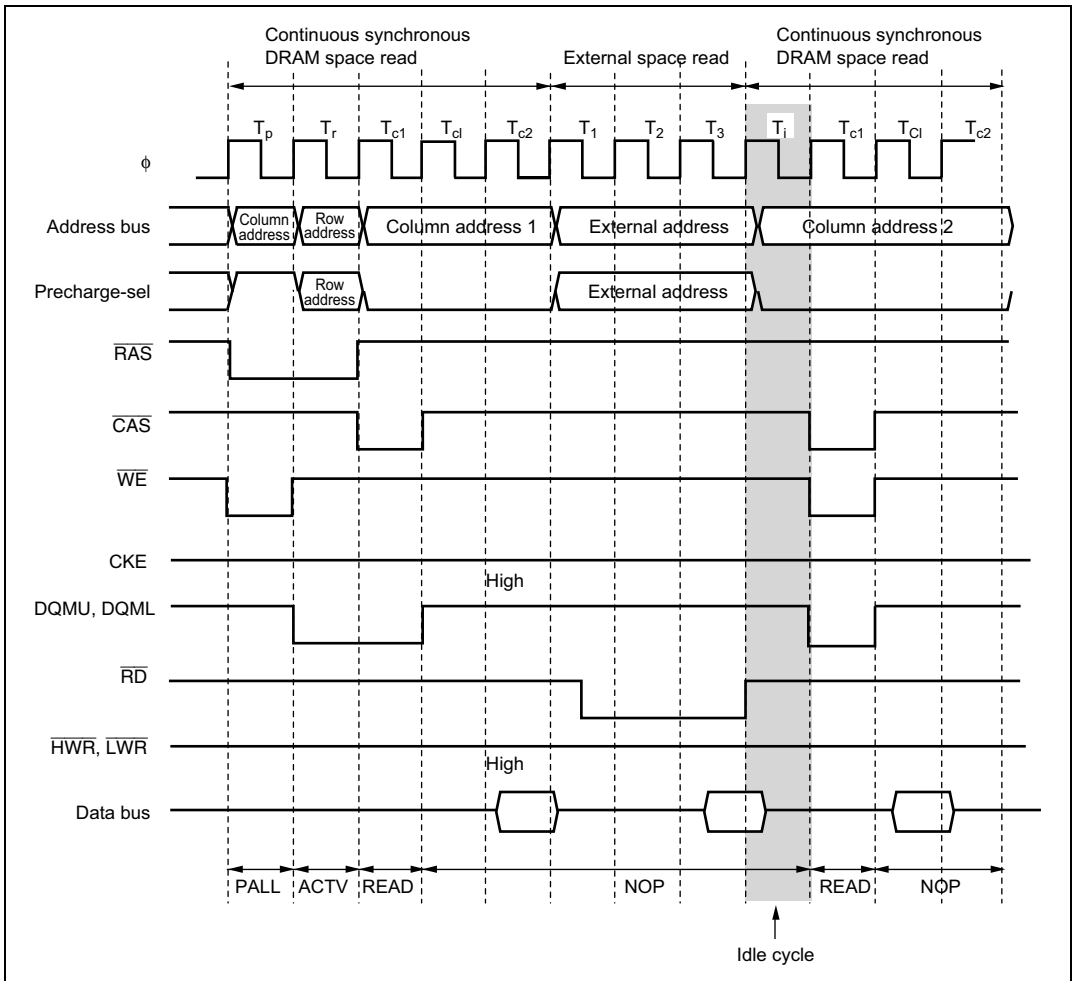 Continuous synchronous
DRAM space read
External space read
Continuous synchronous
DRAM space read
Tp Tr Tc1 Tcl Tc2 T1 T2 T3 Ti Tc1 TCl Tc2
ϕ
Address bus
Column
address
Row
address
Column address 1
External address
Column address 2
Precharge-sel
Row
address
External address
RAS
CAS
WE
CKE
High
DQMU, DQML
RD
HWR, LWR
High
Data bus
PALL ACTV READ NOP READ NOP
Idle cycle